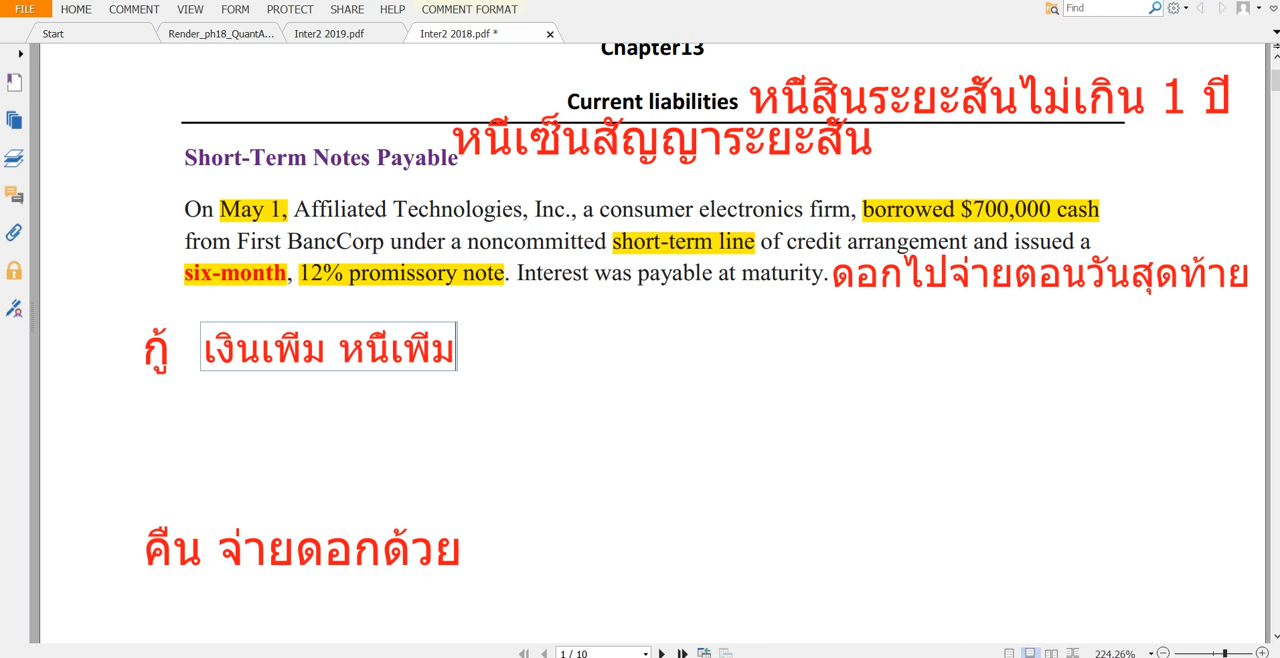 FILE HOME COMMENT VIEW FORM PROTECT SHARE HELP COMMENT FORMAT Find
Start Render_ph18_QuantA... Inter2 2019.pdf Inter2 2018.pdf * ×
Chapter13
Current liabilities หนี้สินระยะสั้นไม่เกิน 1 ปี
หนี้เซ็นสัญญาระยะสั้น
Short-Term Notes Payable
On May 1, Affiliated Technologies, Inc., a consumer electronics firm, borrowed $700,000 cash
from First BancCorp under a noncommitted short-term line of credit arrangement and issued a
six-month, 12% promissory note. Interest was payable at maturity. ดอกไปจ่ายตอนวันสุดท้าย
กู้ เงินเพิ่ม หนี้เพิ่ม
คืน จ่ายดอกด้วย
1 / 10 224.26%